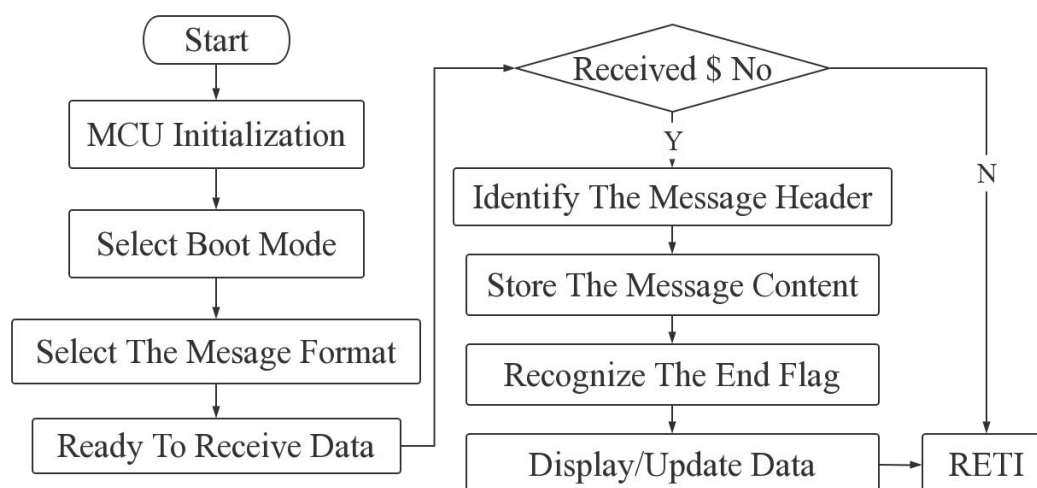 Start
MCU Initialization
Select Boot Mode
Select The Mesage Format
Ready To Receive Data
Received $ No
Y
N
Identify The Message Header
Store The Message Content
Recognize The End Flag
Display/Update Data
RETI